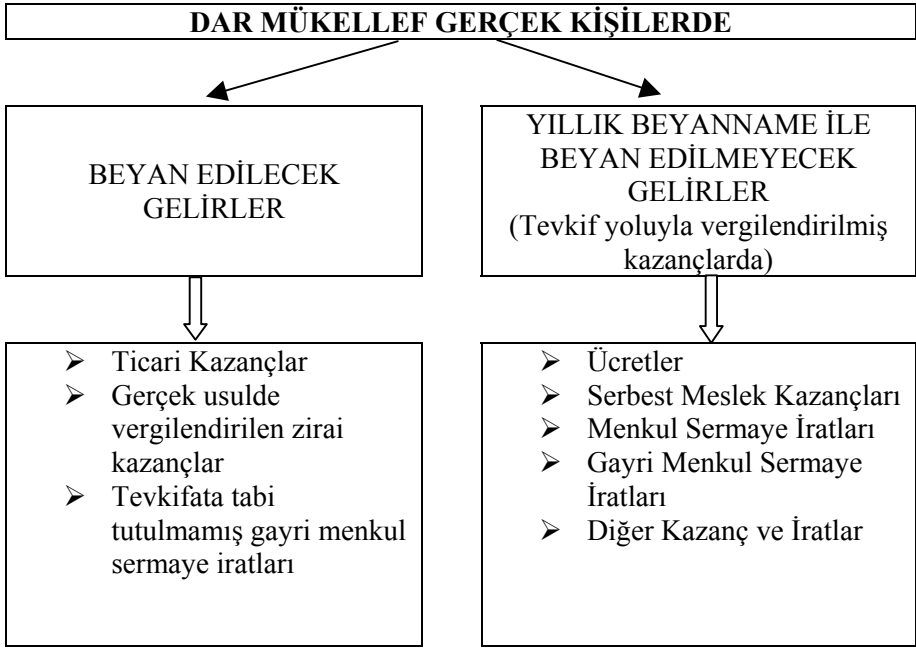 DAR MÜKELLEF GERÇEK KİŞİLERDE
BEYAN EDİLECEK
GELİRLER
YILLIK BEYANNAME İLE
BEYAN EDİLMEYECEK
GELİRLER
(Tevkif yoluyla vergilendirilmiş
kazançlarda)
➢ Ticari Kazançlar
➢ Gerçek usulde
vergilendirilen zirai
kazançlar
➢ Tevkifata tabi
tutulmamış gayri menkul
sermaye iratları
➢ Ücretler
➢ Serbest Meslek Kazançları
➢ Menkul Sermaye İratları
➢ Gayri Menkul Sermaye
İratları
➢ Diğer Kazanç ve İratlar